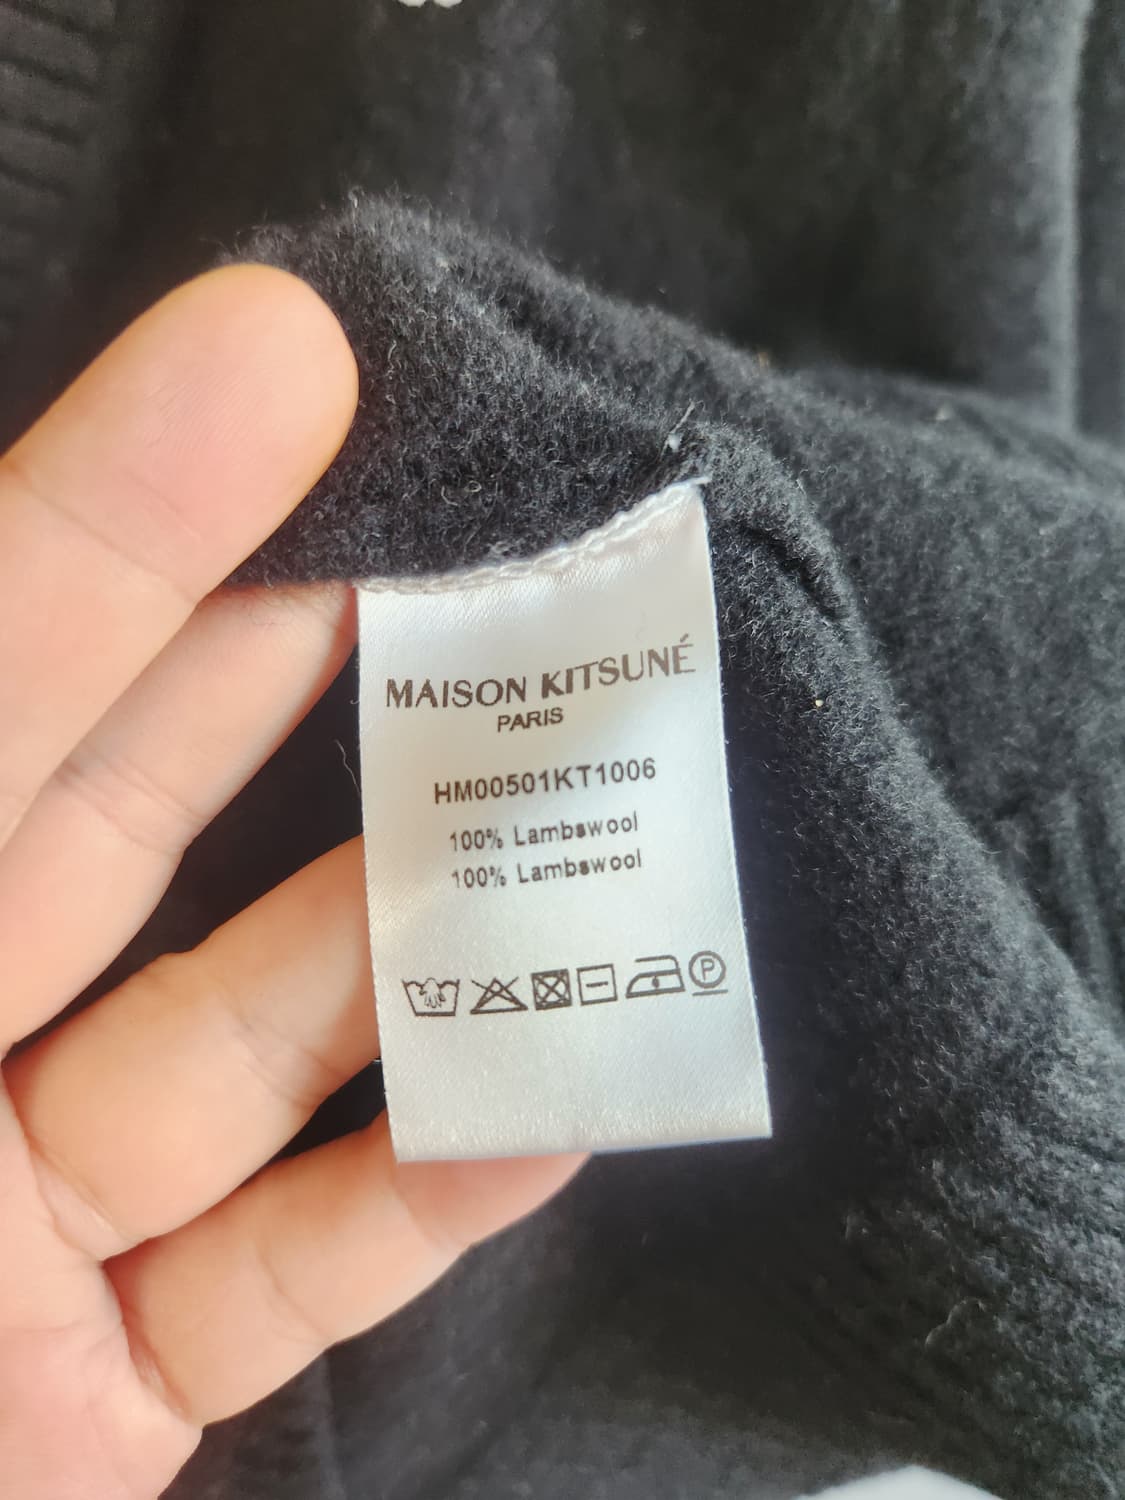 MAISON KITSUNÉ
PARIS
HM00501KT1006
100% Lambswool
100% Lambswool
P